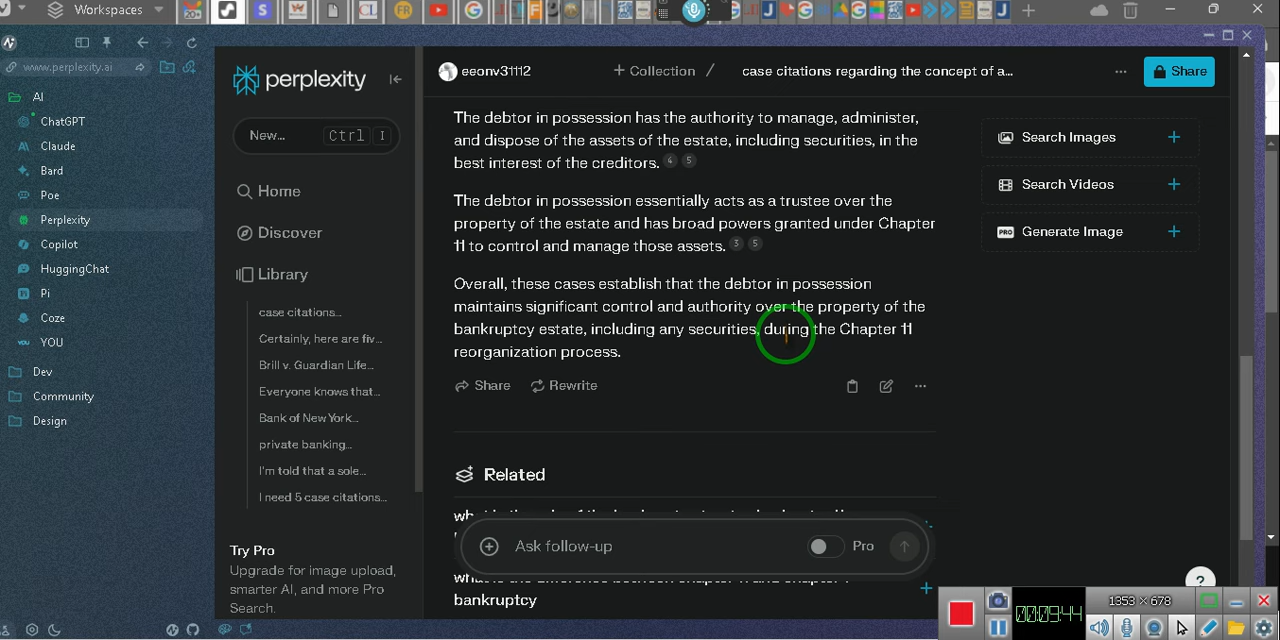 Workspaces
www.perplexity.ai
AI
ChatGPT
Claude
Bard
Poe
Perplexity
Copilot
HuggingChat
Pi
Coze
YOU
Dev
Community
Design
perplexity
New... Ctrl I
Home
Discover
Library
case citations...
Certainly, here are fiv...
Brill v. Guardian Life...
Everyone knows that...
Bank of New York...
private banking...
I'm told that a sole...
I need 5 case citations...
Try Pro
Upgrade for image upload,
smarter AI, and more Pro
Search.
eeonv31112
+ Collection / case citations regarding the concept of a...
Share
The debtor in possession has the authority to manage, administer,
and dispose of the assets of the estate, including securities, in the
best interest of the creditors. 4 5
The debtor in possession essentially acts as a trustee over the
property of the estate and has broad powers granted under Chapter
11 to control and manage those assets. 3 5
Overall, these cases establish that the debtor in possession
maintains significant control and authority over the property of the
bankruptcy estate, including any securities, during the Chapter 11
reorganization process.
Share Rewrite
Related
Ask follow-up
Pro
bankruptcy
Search Images
Search Videos
PRO Generate Image
?
00:09:44
1353 × 678